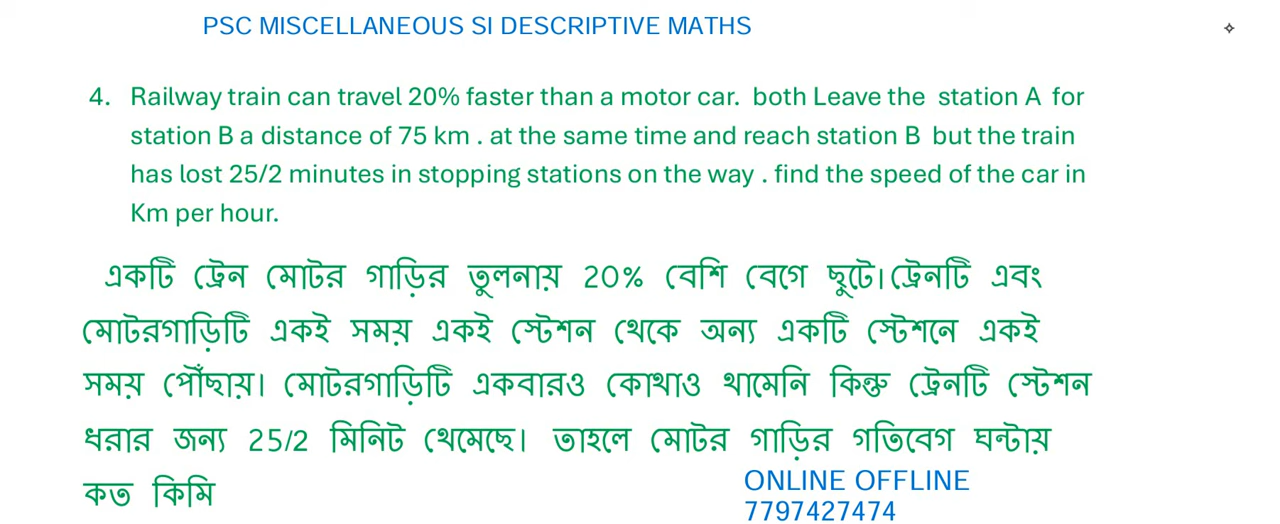 PSC MISCELLANEOUS SI DESCRIPTIVE MATHS
4. Railway train can travel 20% faster than a motor car. both Leave the station A for
station B a distance of 75 km . at the same time and reach station B but the train
has lost 25/2 minutes in stopping stations on the way . find the speed of the car in
Km per hour.
একটি ট্রেন মোটর গাড়ির তুলনায় 20% বেশি বেগে ছুটে। ট্রেনটি এবং
মোটরগাড়িটি একই সময় একই স্টেশন থেকে অন্য একটি স্টেশনে একই
সময় পৌঁছায়। মোটরগাড়িটি একবারও কোথাও থামেনি কিন্তু ট্রেনটি স্টেশন
ধরার জন্য 25/2 মিনিট থেমেছে। তাহলে মোটর গাড়ির গতিবেগ ঘন্টায়
কত কিমি
ONLINE OFFLINE
7797427474